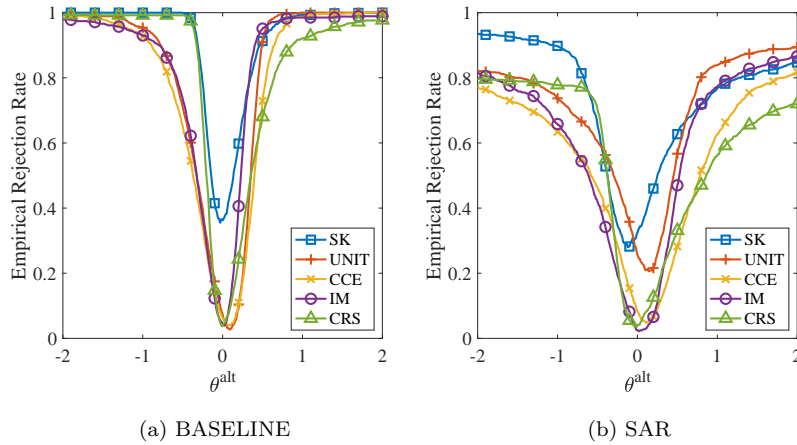 1
0.8
0.6
0.4
0.2
0
Empirical Rejection Rate
-2 -1 0 1 2
θ^alt
SK
UNIT
CCE
IM
CRS
(a) BASELINE
1
0.8
0.6
0.4
0.2
0
Empirical Rejection Rate
-2 -1 0 1 2
θ^alt
SK
UNIT
CCE
IM
CRS
(b) SAR